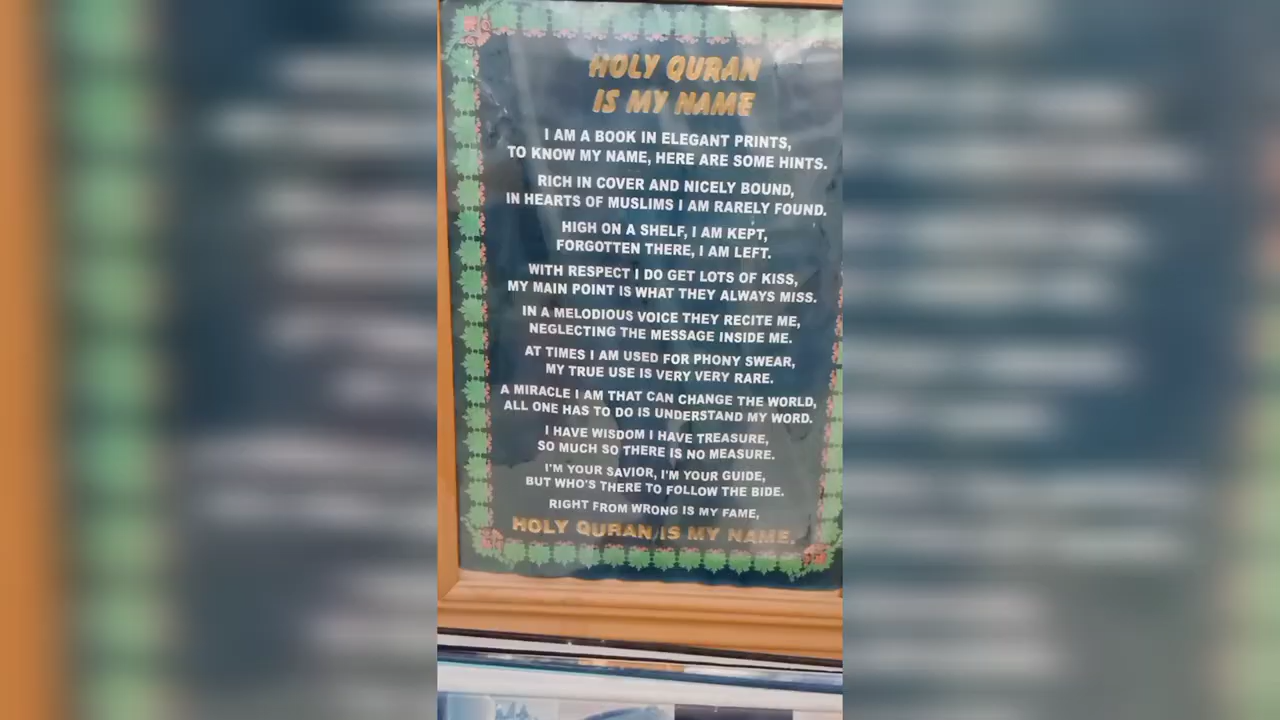 HOLY QURAN
IS MY NAME
I AM A BOOK IN ELEGANT PRINTS,
TO KNOW MY NAME, HERE ARE SOME HINTS.
RICH IN COVER AND NICELY BOUND,
IN HEARTS OF MUSLIMS I AM RARELY FOUND.
HIGH ON A SHELF, I AM KEPT,
FORGOTTEN THERE, I AM LEFT.
WITH RESPECT I DO GET LOTS OF KISS,
MY MAIN POINT IS WHAT THEY ALWAYS MISS.
IN A MELODIOUS VOICE THEY RECITE ME,
NEGLECTING THE MESSAGE INSIDE ME.
AT TIMES I AM USED FOR PHONY SWEAR,
MY TRUE USE IS VERY VERY RARE.
A MIRACLE I AM THAT CAN CHANGE THE WORLD,
ALL ONE HAS TO DO IS UNDERSTAND MY WORD.
I HAVE WISDOM I HAVE TREASURE,
SO MUCH SO THERE IS NO MEASURE.
I'M YOUR SAVIOR, I'M YOUR GUIDE,
BUT WHO'S THERE TO FOLLOW THE BIDE.
RIGHT FROM WRONG IS MY FAME,
HOLY QURAN IS MY NAME.